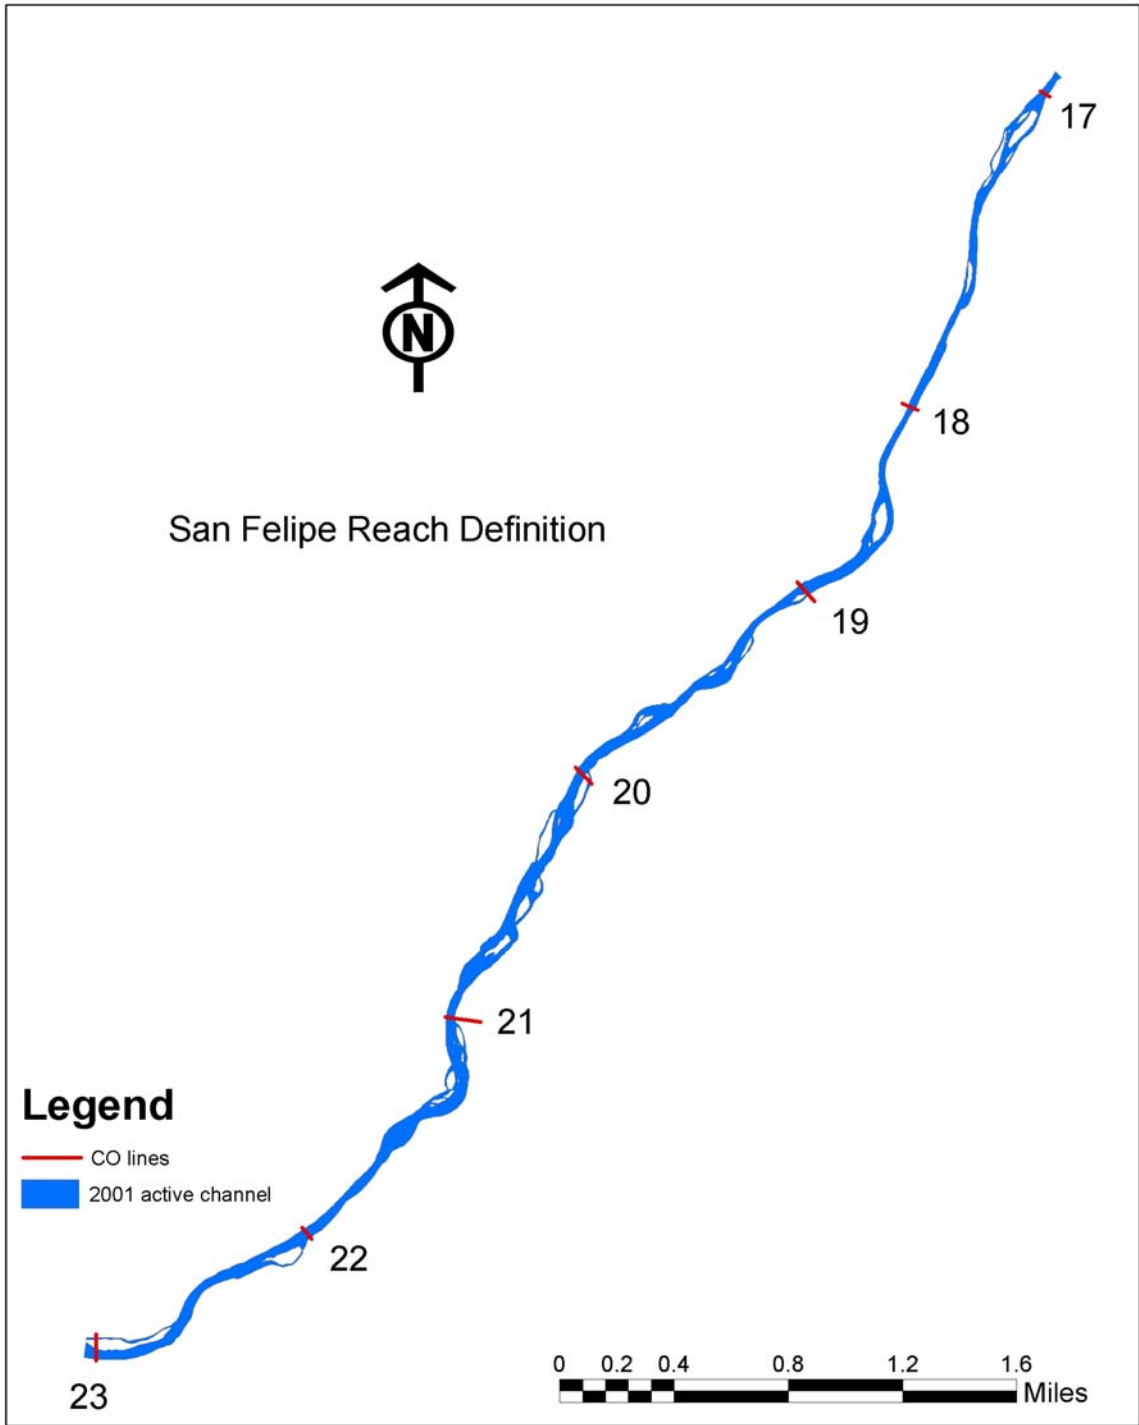 17
N
18
San Felipe Reach Definition
19
20
21
Legend
CO lines
2001 active channel
22
23
0 0.2 0.4 0.8 1.2 1.6
Miles